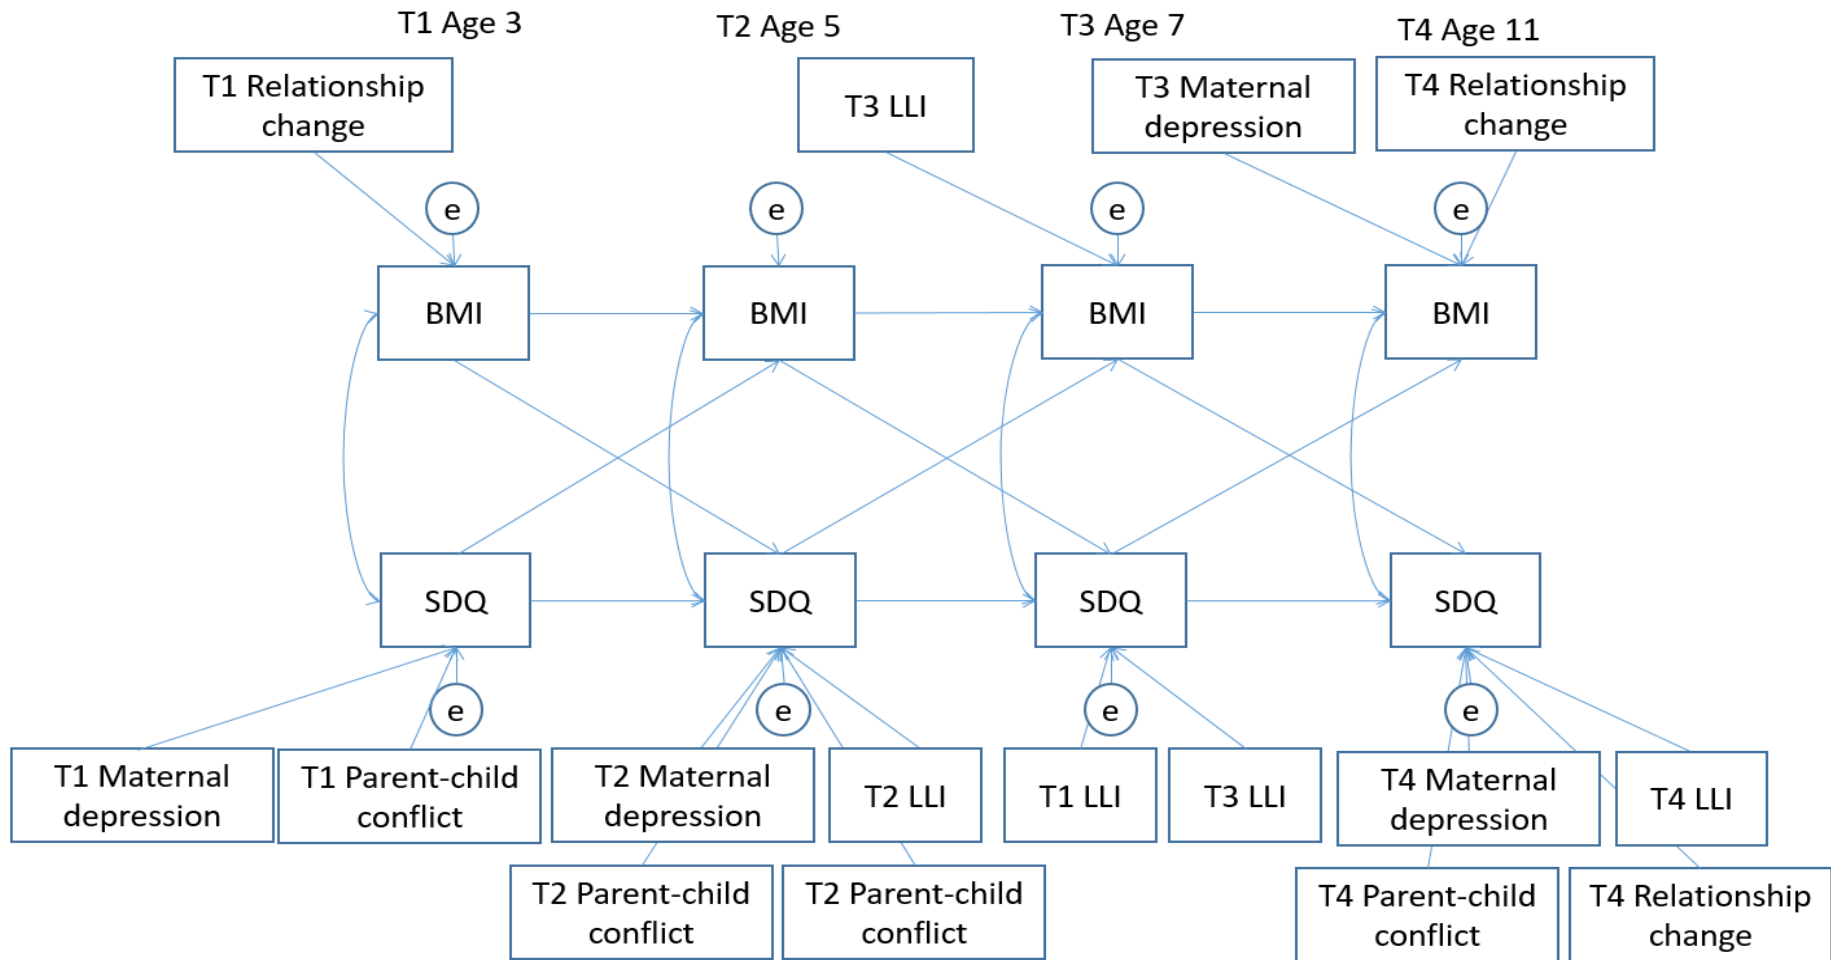 T1 Age 3
T2 Age 5
T3 Age 7
T4 Age 11
T1 Relationship
change
T3 LLI
T3 Maternal
depression
T4 Relationship
change
e
e
e
e
BMI
BMI
BMI
BMI
SDQ
SDQ
SDQ
SDQ
e
e
e
e
T1 Maternal
depression
T1 Parent-child
conflict
T2 Maternal
depression
T2 LLI
T1 LLI
T3 LLI
T4 Maternal
depression
T4 LLI
T2 Parent-child
conflict
T2 Parent-child
conflict
T4 Parent-child
conflict
T4 Relationship
change